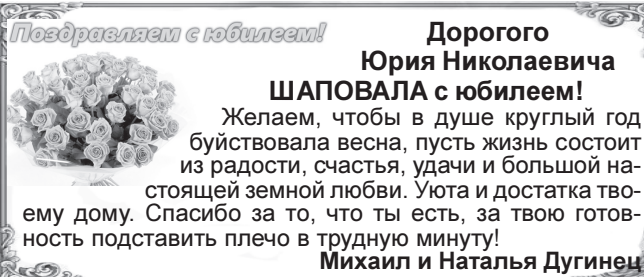 Поздравляем с юбилеем!
Дорогого
Юрия Николаевича
ШАПОВАЛА с юбилеем!
Желаем, чтобы в душе круглый год
буйствовала весна, пусть жизнь состоит
из радости, счастья, удачи и большой на-
стоящей земной любви. Уюта и достатка тво-
ему дому. Спасибо за то, что ты есть, за твою готов-
ность подставить плечо в трудную минуту!
Михаил и Наталья Дугинец